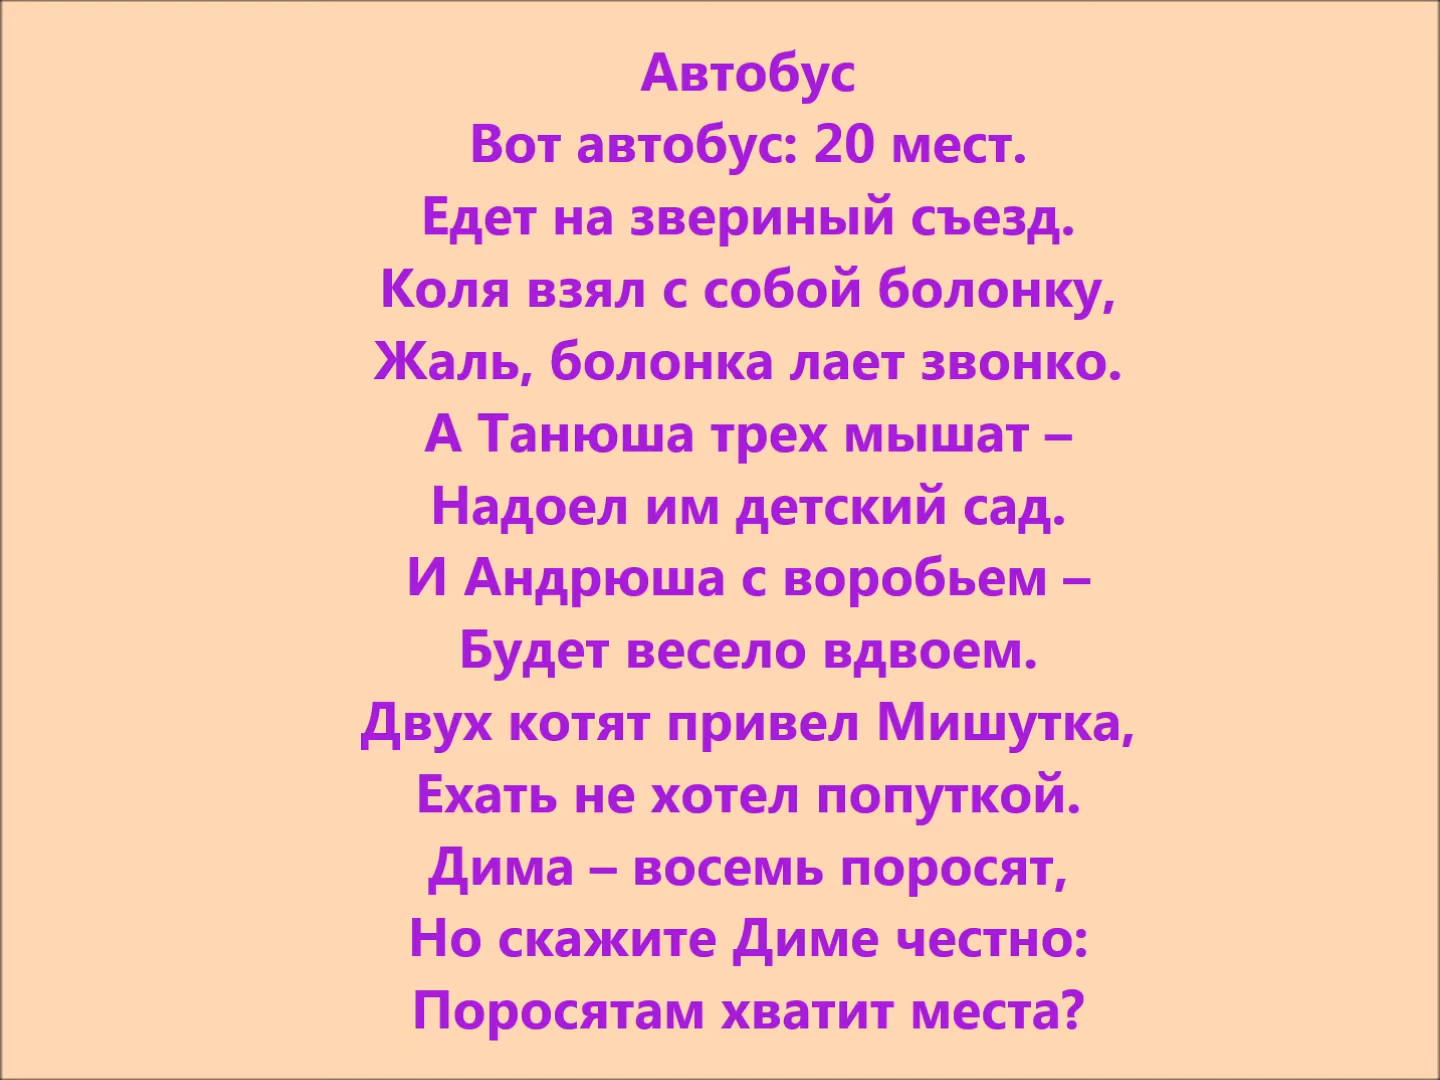 Автобус
Вот автобус: 20 мест.
Едет на звериный съезд.
Коля взял с собой болонку,
Жаль, болонка лает звонко.
А Танюша трех мышат –
Надоел им детский сад.
И Андрюша с воробьем –
Будет весело вдвоем.
Двух котят привел Мишутка,
Ехать не хотел попуткой.
Дима – восемь поросят,
Но скажите Диме честно:
Поросятам хватит места?